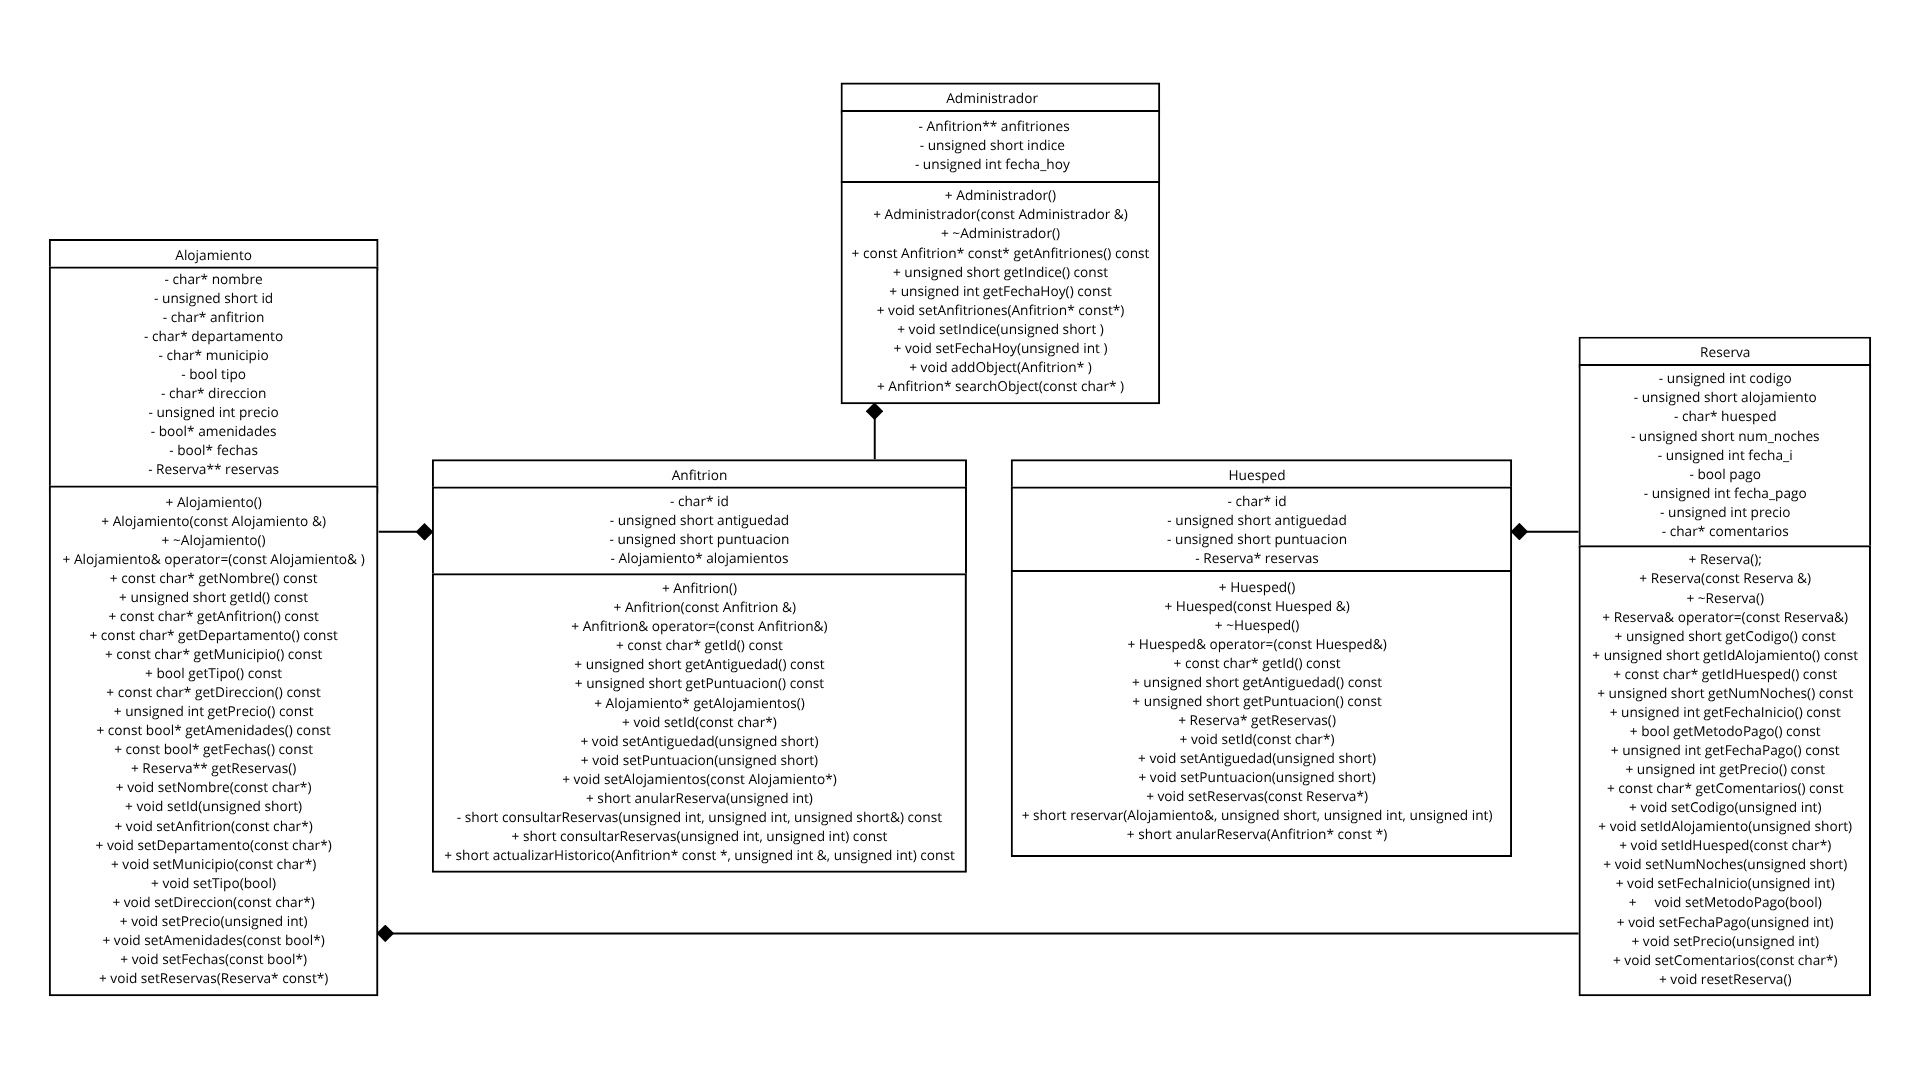 Administrador
- Anfitrion** anfitriones
- unsigned short indice
- unsigned int fecha_hoy
+ Administrador()
+ Administrador(const Administrador &)
+ ~Administrador()
+ const Anfitrion* const* getAnfitriones() const
+ unsigned short getIndice() const
+ unsigned int getFechaHoy() const
+ void setAnfitriones(Anfitrion* const*)
+ void setIndice(unsigned short )
+ void setFechaHoy(unsigned int )
+ void addObject(Anfitrion* )
+ Anfitrion* searchObject(const char* )
Alojamiento
- char* nombre
- unsigned short id
- char* anfitrion
- char* departamento
- char* municipio
- bool tipo
- char* direccion
- unsigned int precio
- bool* amenidades
- bool* fechas
- Reserva** reservas
+ Alojamiento()
+ Alojamiento(const Alojamiento &)
+ ~Alojamiento()
+ Alojamiento& operator=(const Alojamiento& )
+ const char* getNombre() const
+ unsigned short getId() const
+ const char* getAnfitrion() const
+ const char* getDepartamento() const
+ const char* getMunicipio() const
+ bool getTipo() const
+ const char* getDireccion() const
+ unsigned int getPrecio() const
+ const bool* getAmenidades() const
+ const bool* getFechas() const
+ Reserva** getReservas()
+ void setNombre(const char*)
+ void setId(unsigned short)
+ void setAnfitrion(const char*)
+ void setDepartamento(const char*)
+ void setMunicipio(const char*)
+ void setTipo(bool)
+ void setDireccion(const char*)
+ void setPrecio(unsigned int)
+ void setAmenidades(const bool*)
+ void setFechas(const bool*)
+ void setReservas(Reserva* const*)
Anfitrion
- char* id
- unsigned short antiguedad
- unsigned short puntuacion
- Alojamiento* alojamientos
+ Anfitrion()
+ Anfitrion(const Anfitrion &)
+ Anfitrion& operator=(const Anfitrion&)
+ const char* getId() const
+ unsigned short getAntiguedad() const
+ unsigned short getPuntuacion() const
+ Alojamiento* getAlojamientos()
+ void setId(const char*)
+ void setAntiguedad(unsigned short)
+ void setPuntuacion(unsigned short)
+ void setAlojamientos(const Alojamiento*)
+ short anularReserva(unsigned int)
- short consultarReservas(unsigned int, unsigned int, unsigned short&) const
+ short consultarReservas(unsigned int, unsigned int) const
+ short actualizarHistorico(Anfitrion* const *, unsigned int &, unsigned int) const
Huesped
- char* id
- unsigned short antiguedad
- unsigned short puntuacion
- Reserva* reservas
+ Huesped()
+ Huesped(const Huesped &)
+ ~Huesped()
+ Huesped& operator=(const Huesped&)
+ const char* getId() const
+ unsigned short getAntiguedad() const
+ unsigned short getPuntuacion() const
+ Reserva* getReservas()
+ void setId(const char*)
+ void setAntiguedad(unsigned short)
+ void setPuntuacion(unsigned short)
+ void setReservas(const Reserva*)
+ short reservar(Alojamiento&, unsigned short, unsigned int, unsigned int)
+ short anularReserva(Anfitrion* const *)
Reserva
- unsigned int codigo
- unsigned short alojamiento
- char* huesped
- unsigned short num_noches
- unsigned int fecha_i
- bool pago
- unsigned int fecha_pago
- unsigned int precio
- char* comentarios
+ Reserva();
+ Reserva(const Reserva &)
+ ~Reserva()
+ Reserva& operator=(const Reserva&)
+ unsigned short getCodigo() const
+ unsigned short getIdAlojamiento() const
+ const char* getIdHuesped() const
+ unsigned short getNumNoches() const
+ unsigned int getFechaInicio() const
+ bool getMetodoPago() const
+ unsigned int getFechaPago() const
+ unsigned int getPrecio() const
+ const char* getComentarios() const
+ void setCodigo(unsigned int)
+ void setIdAlojamiento(unsigned short)
+ void setIdHuesped(const char*)
+ void setNumNoches(unsigned short)
+ void setFechaInicio(unsigned int)
+ void setMetodoPago(bool)
+ void setFechaPago(unsigned int)
+ void setPrecio(unsigned int)
+ void setComentarios(const char*)
+ void resetReserva()